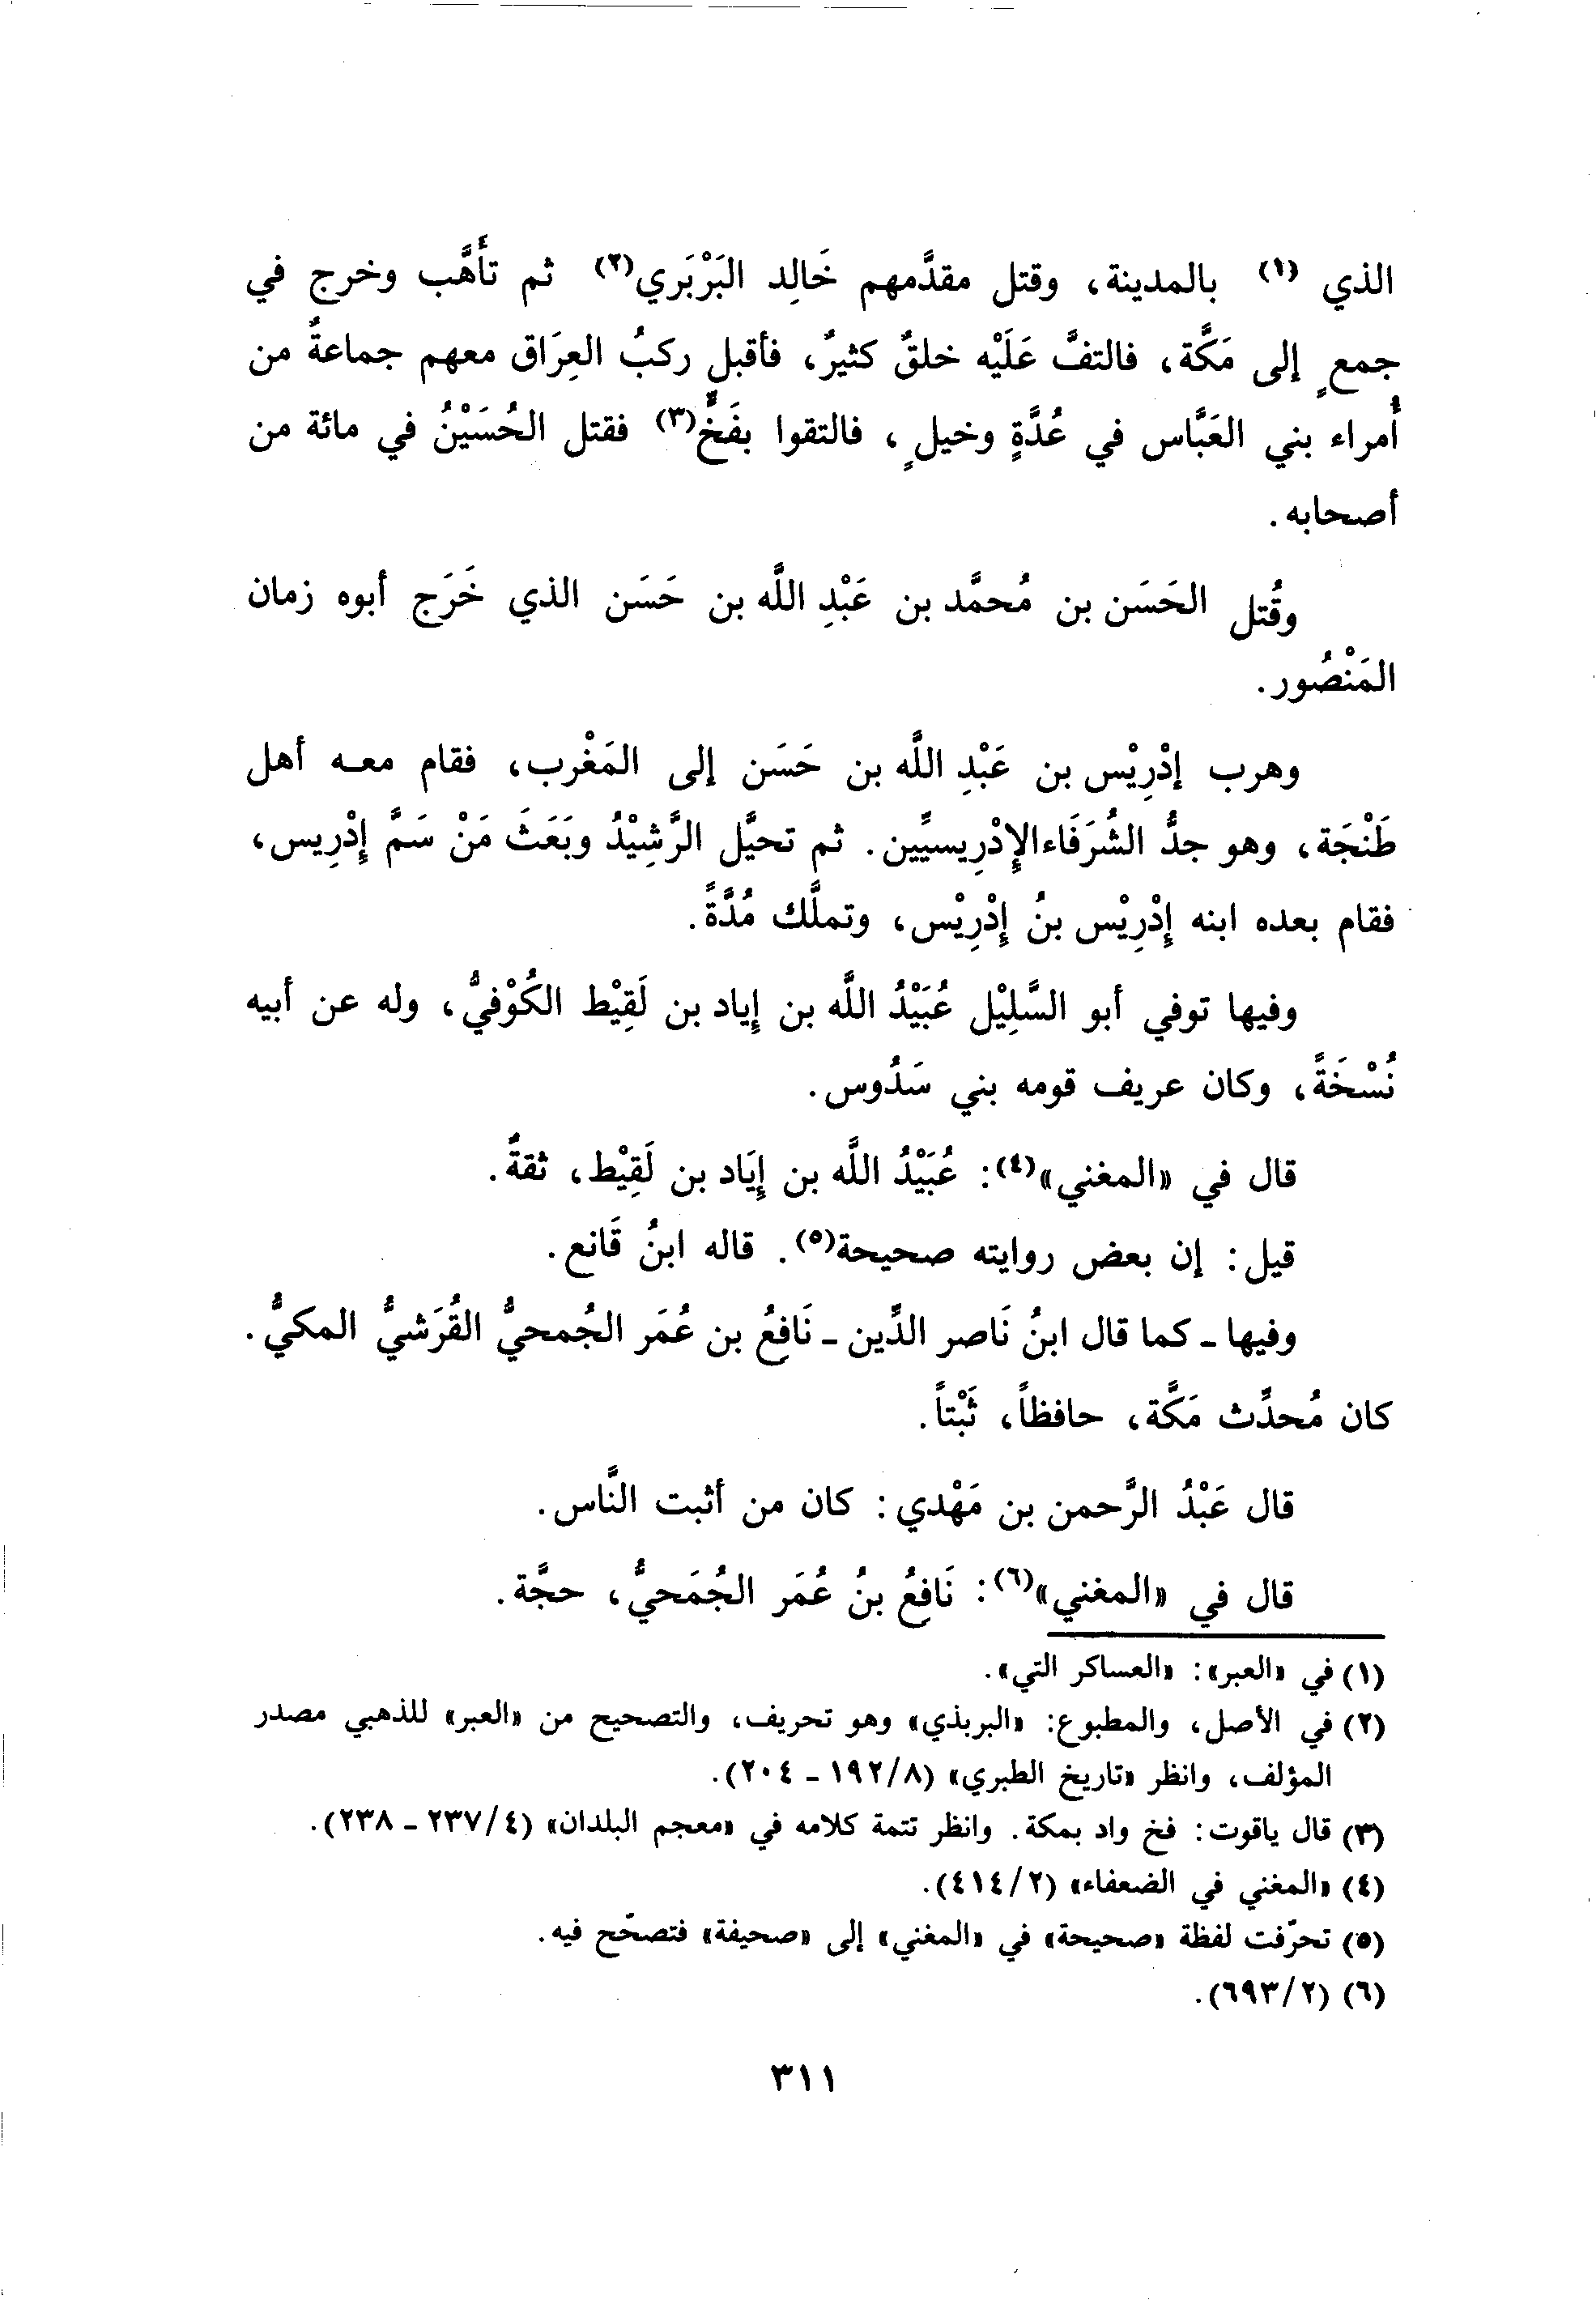 الذي (١) بالمدينة، وقتل مقدَّمهم خَالِد البَرْبَري(٢) ثم تأَهَّب وخرج في
جمعٍ إلى مَكَّة، فالتفَّ عَلَيْه خلقٌ كثيرٌ، فأقبل ركبُ العِرَاق معهم جماعةٌ من
أُمراء بني العَبَّاس في عُدَّةٍ وخيلٍ، فالتقوا بفَخٍّ(٣) فقتل الحُسَيْنُ في مائة من
أصحابه.
وقُتل الحَسَن بن مُحمَّد بن عَبْدِ اللَّه بن حَسَن الذي خَرَج أبوه زمان
المَنْصُور.
وهرب إدْرِيْس بن عَبْدِ اللَّه بن حَسَن إلى المَغْرب، فقام معه أهل
طَنْجَة، وهو جدُّ الشُرَفَاء الإدْرِيسيِّين. ثم تحيَّل الرَّشِيْدُ وبَعَثَ مَنْ سَمَّ إِدْرِيس،
فقام بعده ابنه إِدْرِيْس بنُ إِدْرِيْس، وتملَّك مُدَّةً.
وفيها توفي أبو السَّلِيْل عُبَيْدُ اللَّه بن إِياد بن لَقِيْط الكُوْفيُّ، وله عن أبيه
نُسْخَةً، وكان عريف قومه بني سَدُوس.
قال في «المغني»(٤): عُبَيْدُ اللَّه بن إِيَاد بن لَقِيْط، ثقةٌ.
قيل: إن بعض روايته صحيحة(٥). قاله ابنُ قَانع.
وفيها ـ كما قال ابنُ نَاصر الدِّين ـ نَافِعُ بن عُمَر الجُمحيُّ القُرَشيُّ المكيُّ.
كان مُحدِّث مَكَّة، حافظاً، ثَبْتاً.
قال عَبْدُ الرَّحمن بن مَهْدي: كان من أثبت النَّاس.
قال في «المغني»(٦): نَافِعُ بنُ عُمَر الجُمَحيُّ، حجَّة.
(١) في «العبر»: «العساكر التي».
(٢) في الأصل، والمطبوع: «البربذي» وهو تحريف، والتصحيح من «العبر» للذهبي مصدر
المؤلف، وانظر «تاريخ الطبري» (٨/ ١٩٢ ـ ٢٠٤).
(٣) قال ياقوت: فخ واد بمكة. وانظر تتمة كلامه في «معجم البلدان» (٤/ ٢٣٧ ـ ٢٣٨).
(٤) «المغني في الضعفاء» (٢/ ٤١٤).
(٥) تحرّفت لفظة «صحيحة» في «المغني» إلى «صحيفة» فتصحّح فيه.
(٦) (٢/ ٦٩٣).
٣١١